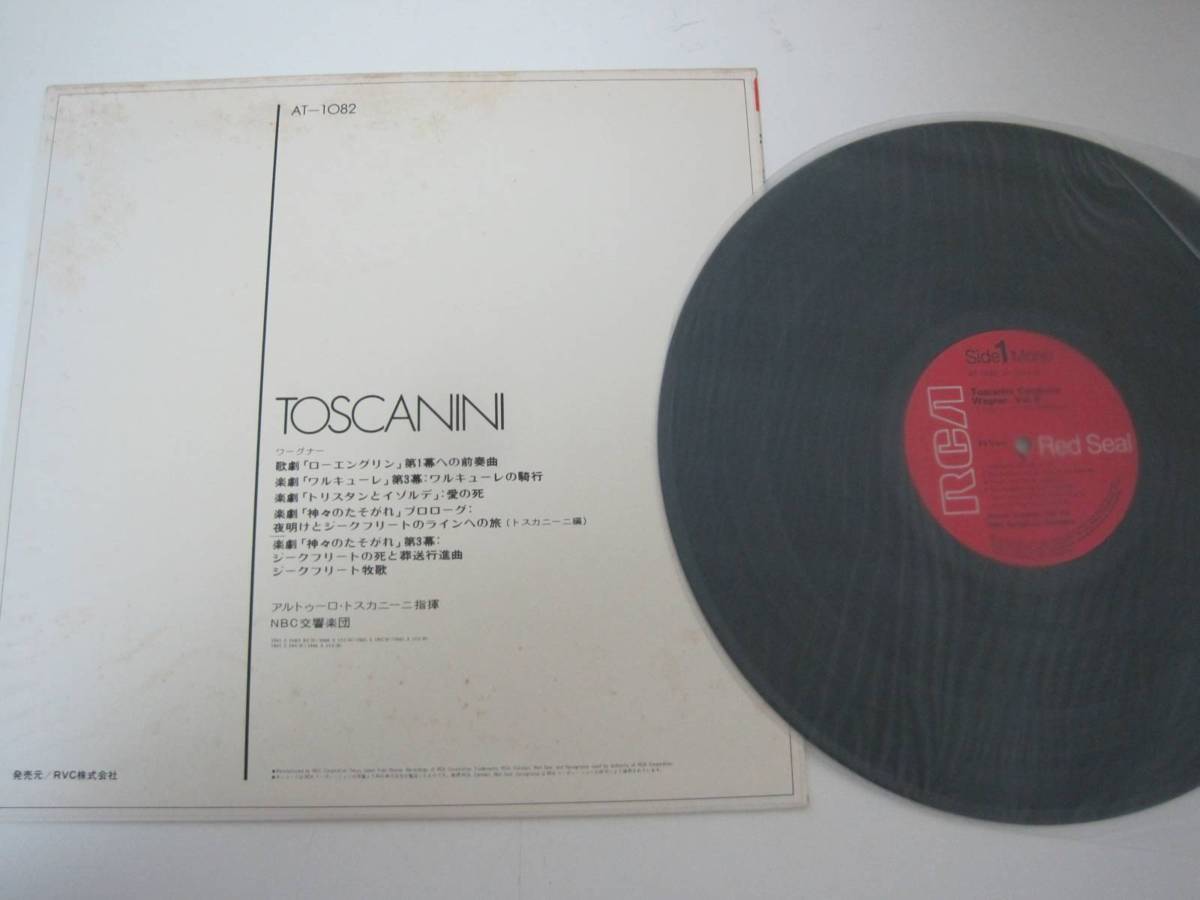 AT—1082
TOSCANINI
ワーグナー
歌劇「ローエングリン」第1幕への前奏曲
楽劇「ワルキューレ」第3幕:ワルキューレの騎行
楽劇「トリスタンとイゾルデ」:愛の死
楽劇「神々のたそがれ」プロローグ:
夜明けとジークフリートのラインへの旅(トスカニーニ編)
楽劇「神々のたそがれ」第3幕:
ジークフリートの死と葬送行進曲
ジークフリート牧歌
アルトゥーロ・トスカニーニ指揮
NBC交響楽団
発売元/RVC株式会社
Side 1 Mono
Toscanini Conducts
Wagner
RCA
Red Seal